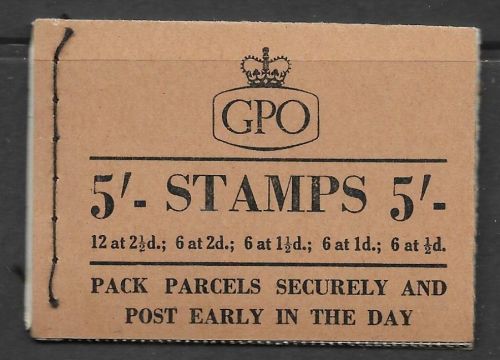 GPO
5'- STAMPS 5'-
12 at 2½d.; 6 at 2d.; 6 at 1½d.; 6 at 1d.; 6 at ½d.
PACK PARCELS SECURELY AND
POST EARLY IN THE DAY